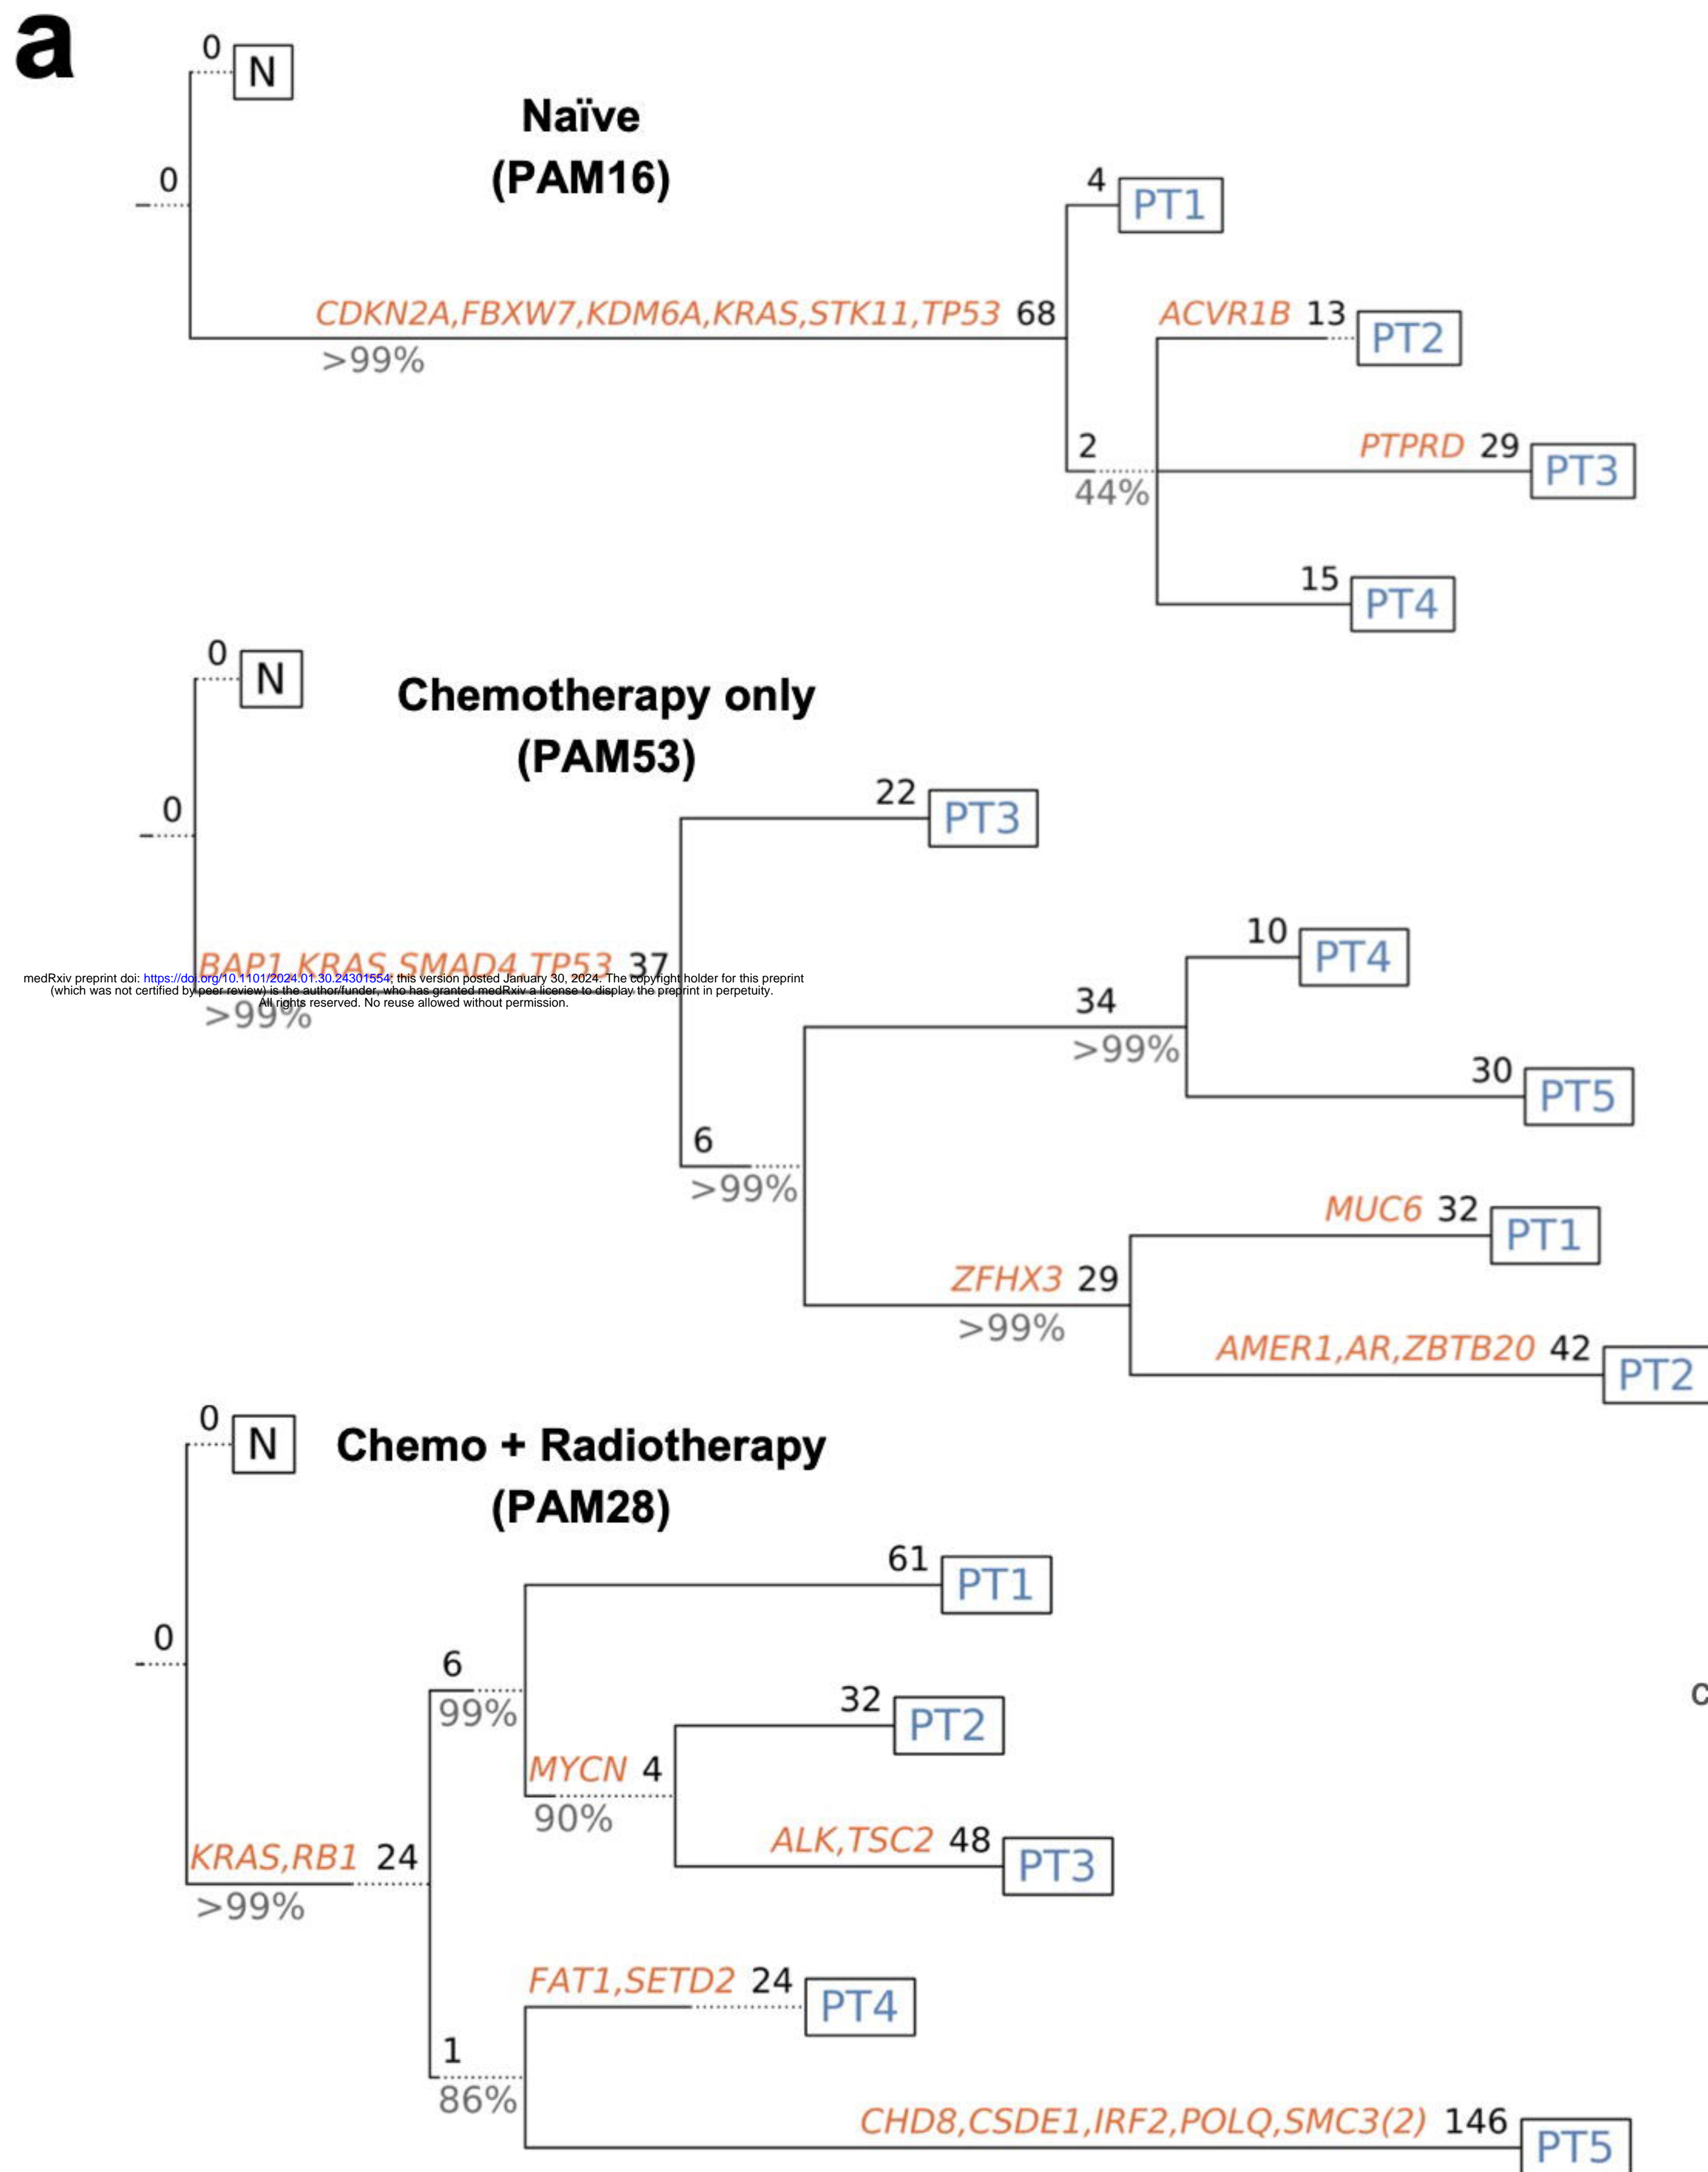 a
0 N
Naïve
(PAM16)
0
4 PT1
CDKN2A,FBXW7,KDM6A,KRAS,STK11,TP53 68
>99%
ACVR1B 13 PT2
2
44%
PTPRD 29 PT3
15 PT4
0 N
Chemotherapy only
(PAM53)
0
22 PT3
10 PT4
BAP1,KRAS,SMAD4,TP53 37
>99%
medRxiv preprint doi: https://doi.org/10.1101/2024.01.30.24301554; this version posted January 30, 2024. The copyright holder for this preprint
(which was not certified by peer review) is the author/funder, who has granted medRxiv a license to display the preprint in perpetuity.
All rights reserved. No reuse allowed without permission.
34
>99%
30 PT5
6
>99%
MUC6 32 PT1
ZFHX3 29
>99%
AMER1,AR,ZBTB20 42 PT2
0 N
Chemo + Radiotherapy
(PAM28)
61 PT1
0
6
99%
32 PT2
c
MYCN 4
90%
ALK,TSC2 48 PT3
KRAS,RB1 24
>99%
FAT1,SETD2 24 PT4
1
86%
CHD8,CSDE1,IRF2,POLQ,SMC3(2) 146 PT5